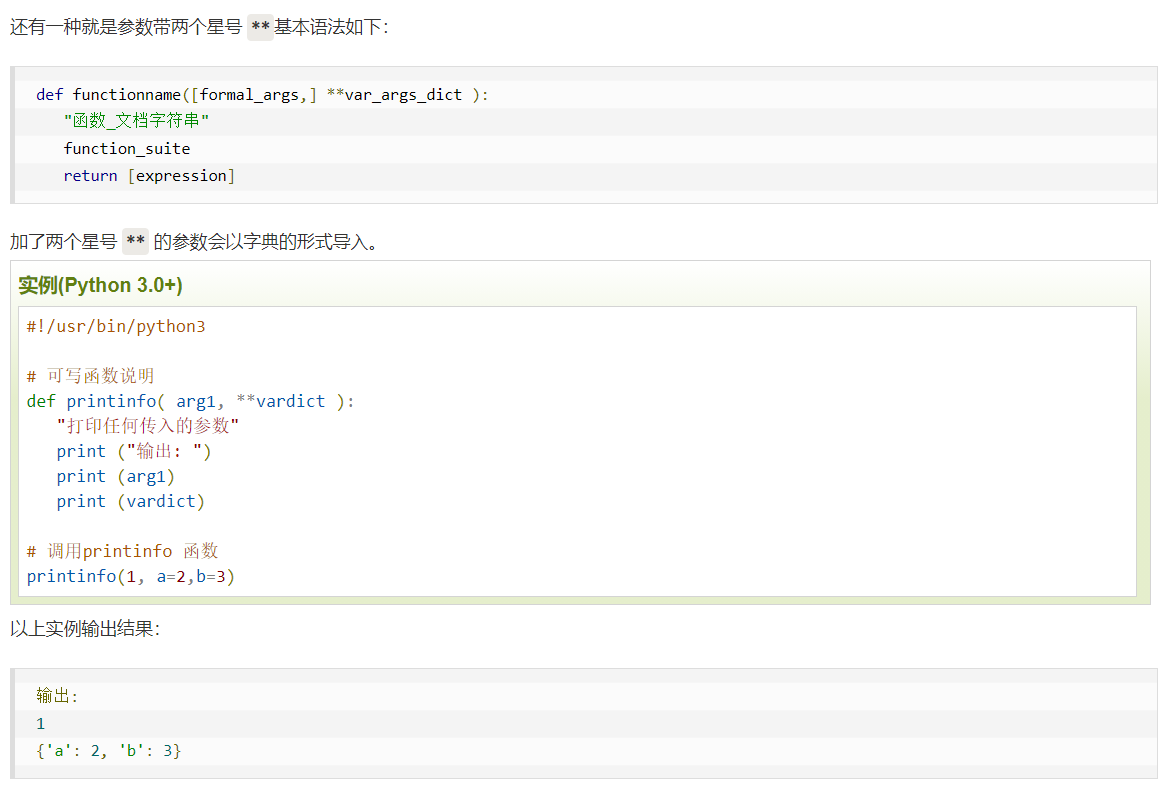 还有一种就是参数带两个星号 **基本语法如下：
def functionname([formal_args,] **var_args_dict ):
   "函数_文档字符串"
   function_suite
   return [expression]
加了两个星号 ** 的参数会以字典的形式导入。
实例(Python 3.0+)
#!/usr/bin/python3
# 可写函数说明
def printinfo( arg1, **vardict ):
   "打印任何传入的参数"
   print ("输出: ")
   print (arg1)
   print (vardict)
# 调用printinfo 函数
printinfo(1, a=2,b=3)
以上实例输出结果：
输出:
1
{'a': 2, 'b': 3}